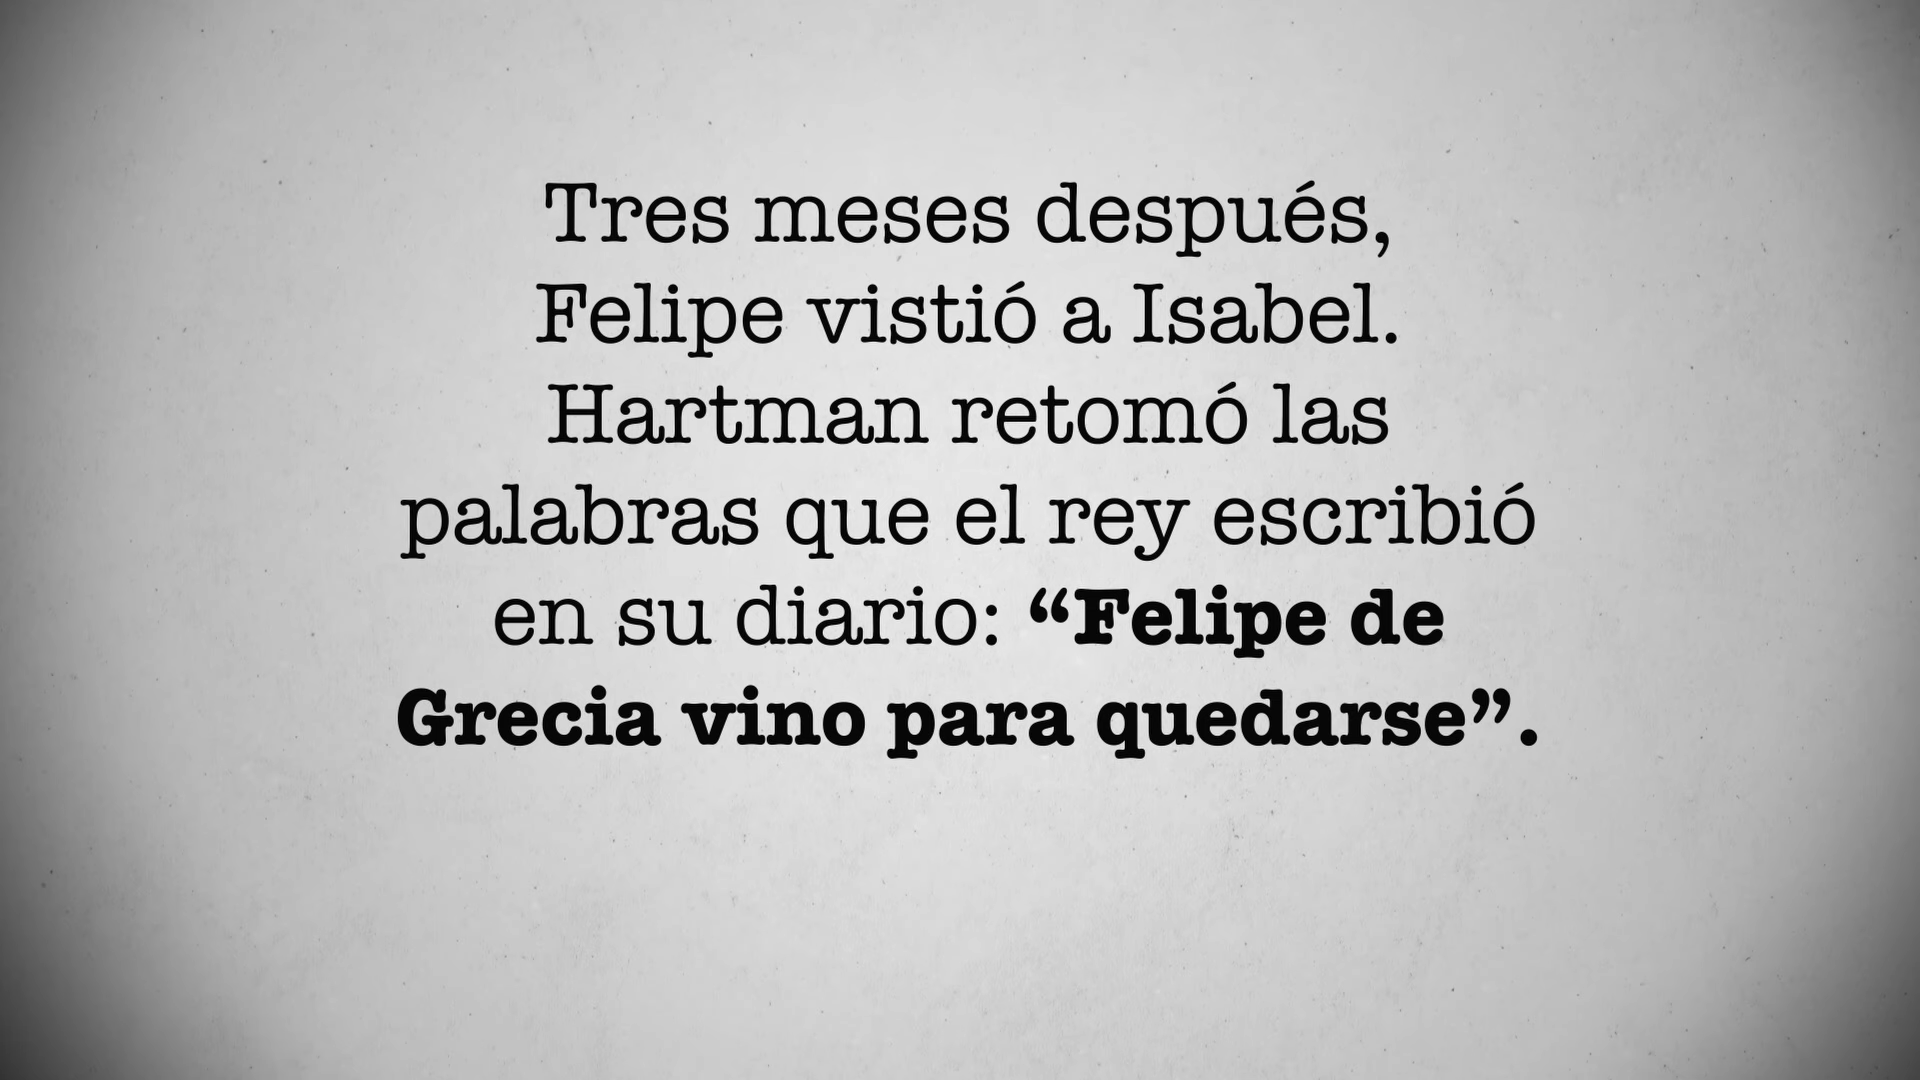 Tres meses después,
Felipe vistió a Isabel.
Hartman retomó las
palabras que el rey escribió
en su diario: “Felipe de
Grecia vino para quedarse”.